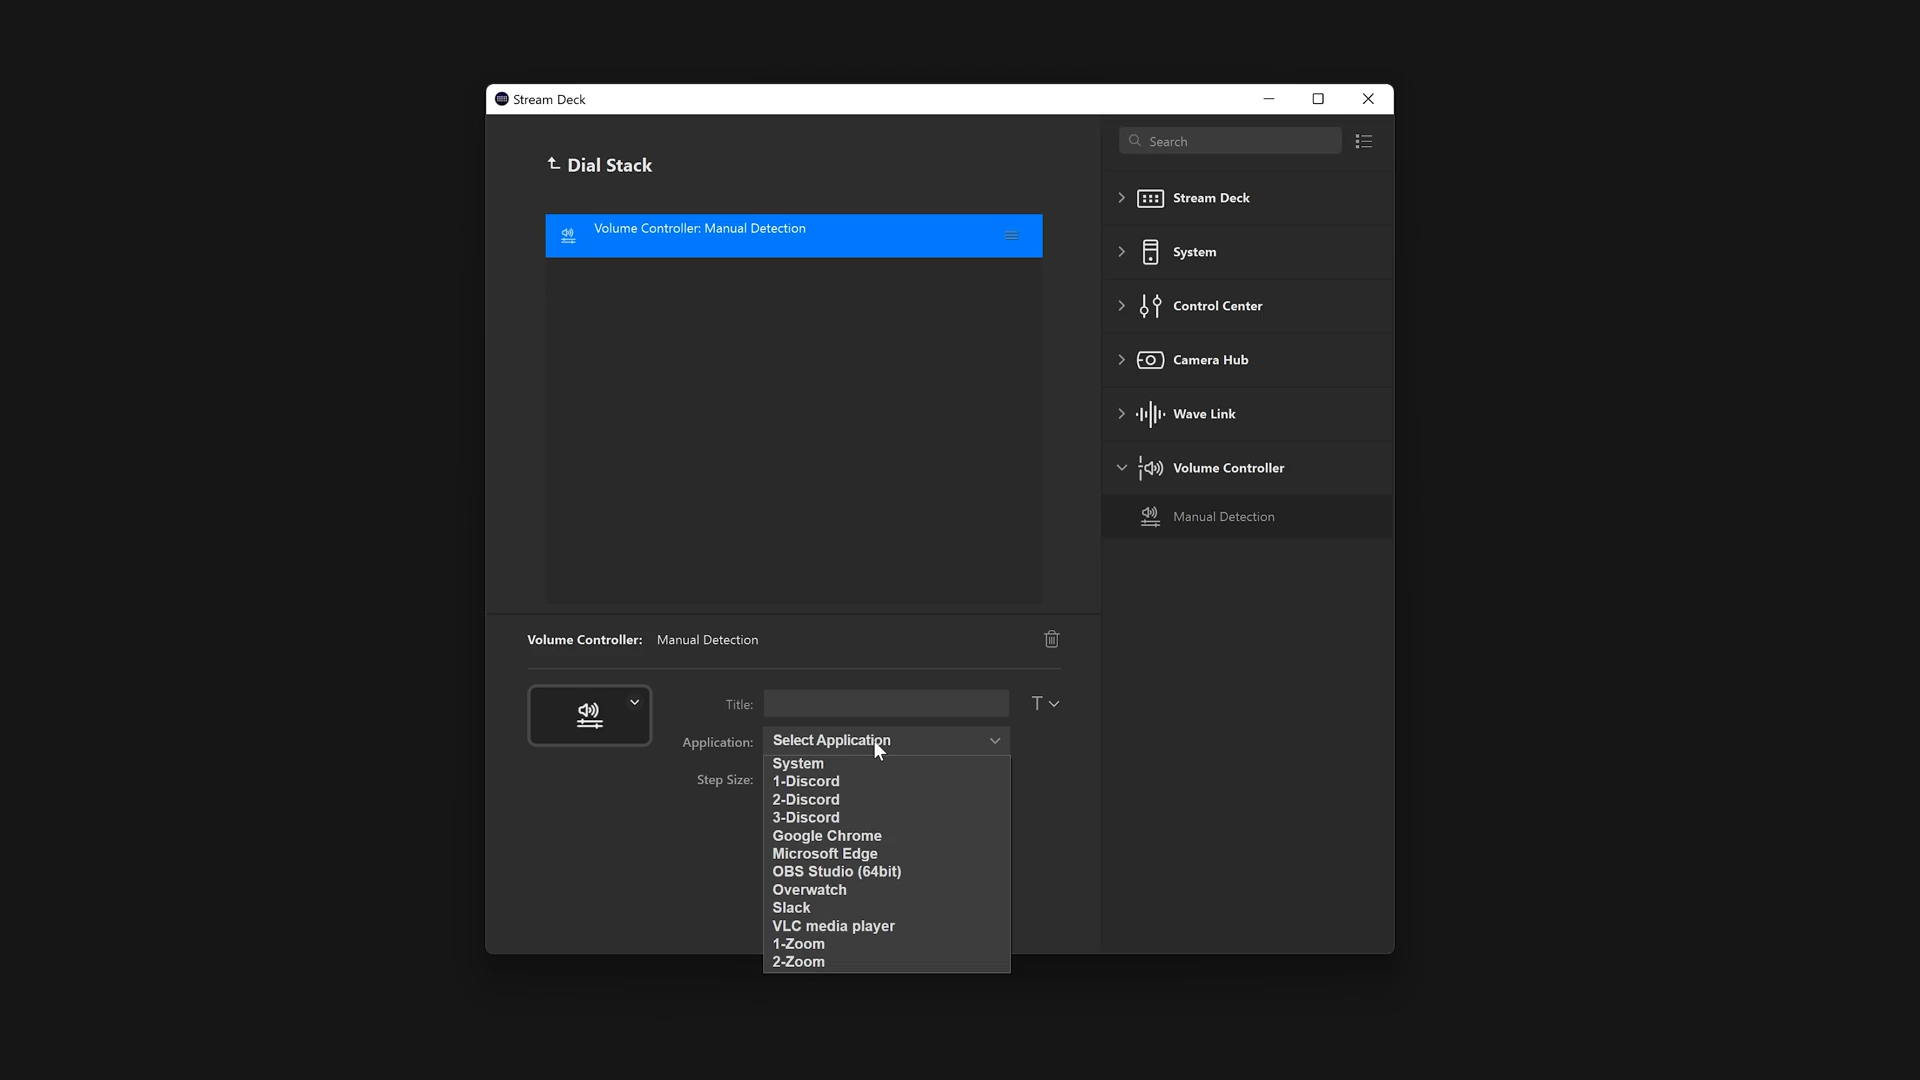 Stream Deck
Dial Stack
Volume Controller: Manual Detection
Search
Stream Deck
System
Control Center
Camera Hub
Wave Link
Volume Controller
Manual Detection
Volume Controller: Manual Detection
Title:
T
Application: Select Application
Step Size:
System
1-Discord
2-Discord
3-Discord
Google Chrome
Microsoft Edge
OBS Studio (64bit)
Overwatch
Slack
VLC media player
1-Zoom
2-Zoom